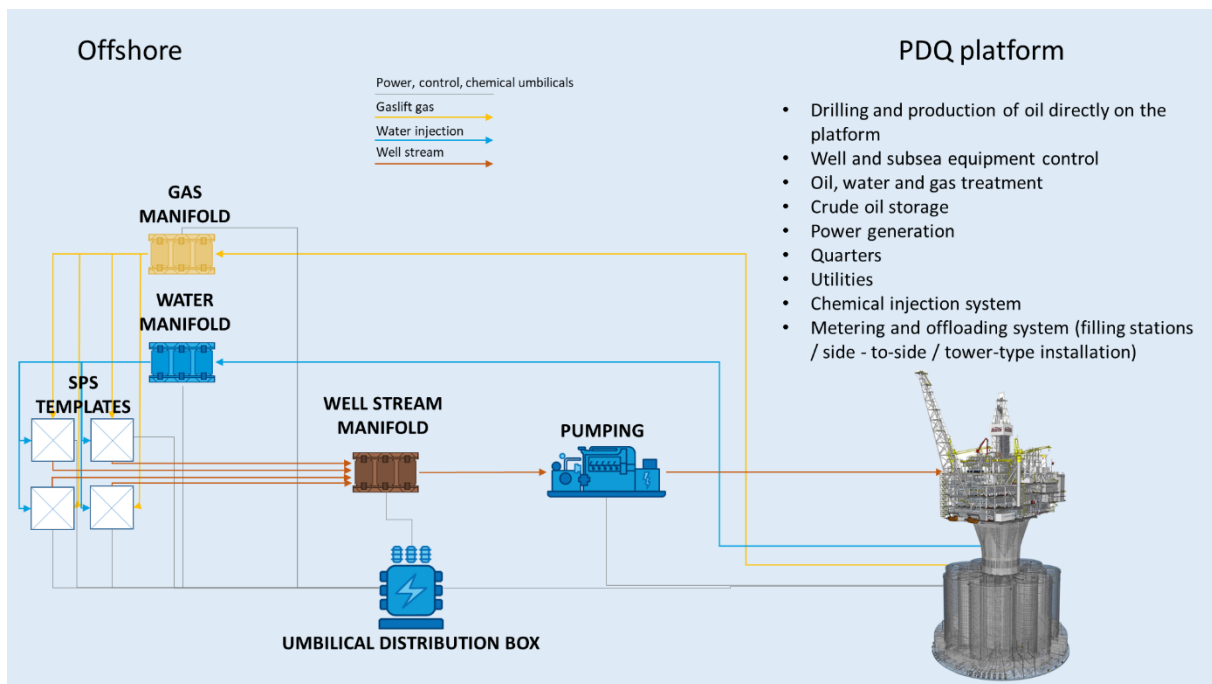 Offshore
PDQ platform
Power, control, chemical umbilicals
Gaslift gas
Water injection
Well stream
• Drilling and production of oil directly on the
platform
• Well and subsea equipment control
• Oil, water and gas treatment
• Crude oil storage
• Power generation
• Quarters
• Utilities
• Chemical injection system
• Metering and offloading system (filling stations
/ side - to-side / tower-type installation)
GAS
MANIFOLD
WATER
MANIFOLD
SPS
TEMPLATES
WELL STREAM
MANIFOLD
PUMPING
UMBILICAL DISTRIBUTION BOX